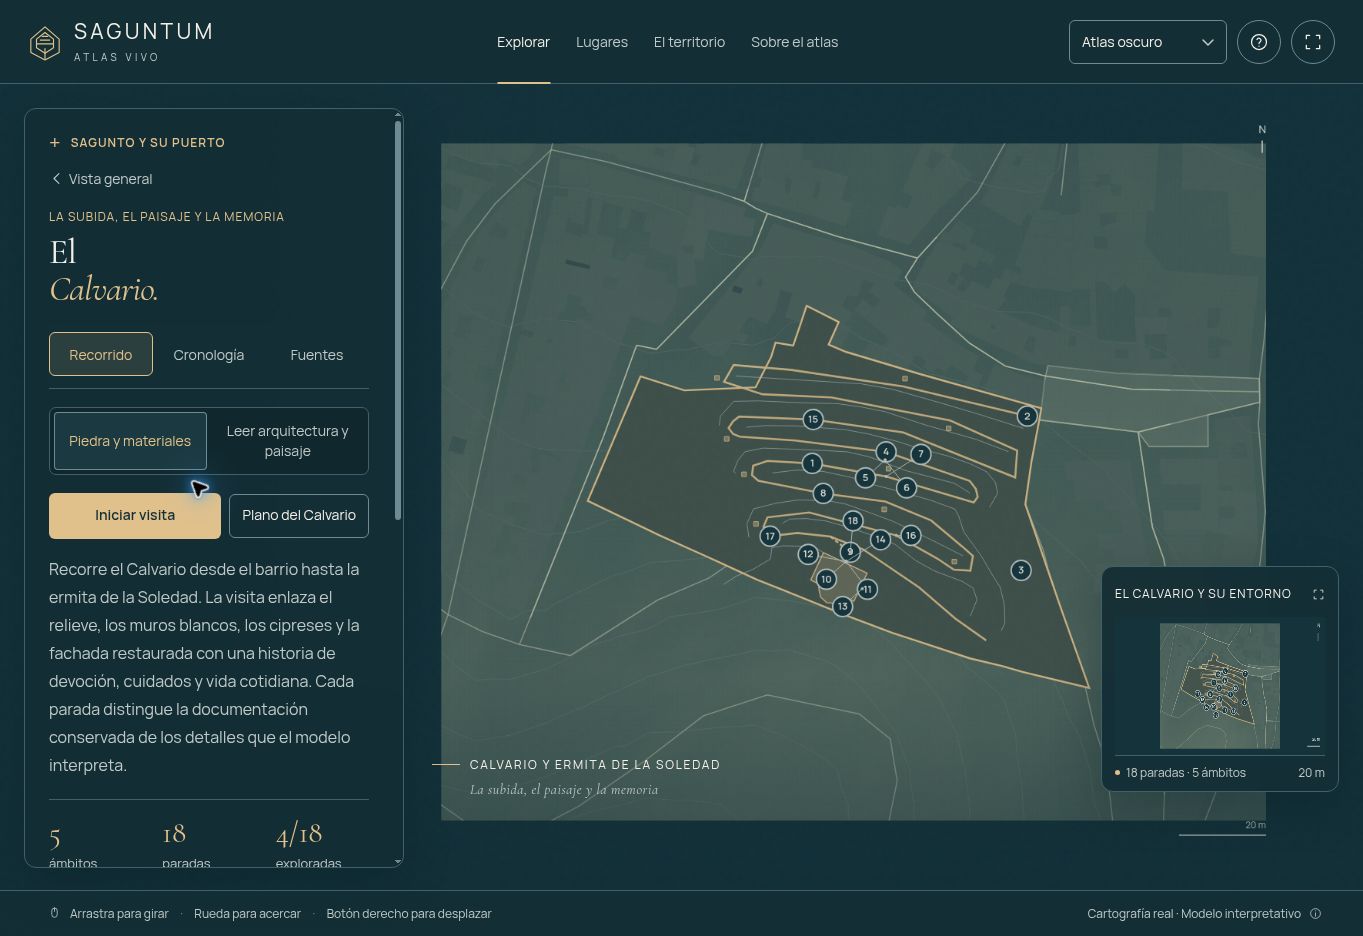 SAGUNTUM
ATLAS VIVO
Explorar
Lugares
El territorio
Sobre el atlas
Atlas oscuro
SAGUNTO Y SU PUERTO
Vista general
LA SUBIDA, EL PAISAJE Y LA MEMORIA
El
Calvario.
Recorrido
Cronología
Fuentes
Piedra y materiales
Leer arquitectura y
paisaje
Iniciar visita
Plano del Calvario
Recorre el Calvario desde el barrio hasta la
ermita de la Soledad. La visita enlaza el
relieve, los muros blancos, los cipreses y la
fachada restaurada con una historia de
devoción, cuidados y vida cotidiana. Cada
parada distingue la documentación
conservada de los detalles que el modelo
interpreta.
5
ámbitos
18
paradas
4/18
exploradas
N
2
15
4
7
1
5
6
8
18
17
14
16
12
9
3
10
11
13
CALVARIO Y ERMITA DE LA SOLEDAD
La subida, el paisaje y la memoria
EL CALVARIO Y SU ENTORNO
18 paradas · 5 ámbitos
20 m
20 m
Arrastra para girar · Rueda para acercar · Botón derecho para desplazar
Cartografía real · Modelo interpretativo